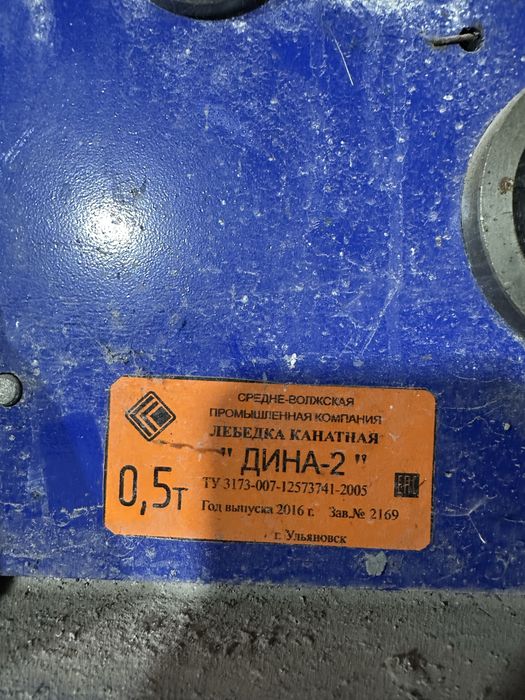 СРЕДНЕ-ВОЛЖСКАЯ
ПРОМЫШЛЕННАЯ КОМПАНИЯ
ЛЕБЕДКА КАНАТНАЯ
" ДИНА-2 "
0,5т
ТУ 3173-007-12573741-2005
EAC
Год выпуска 2016 г. Зав.№ 2169
г. Ульяновск